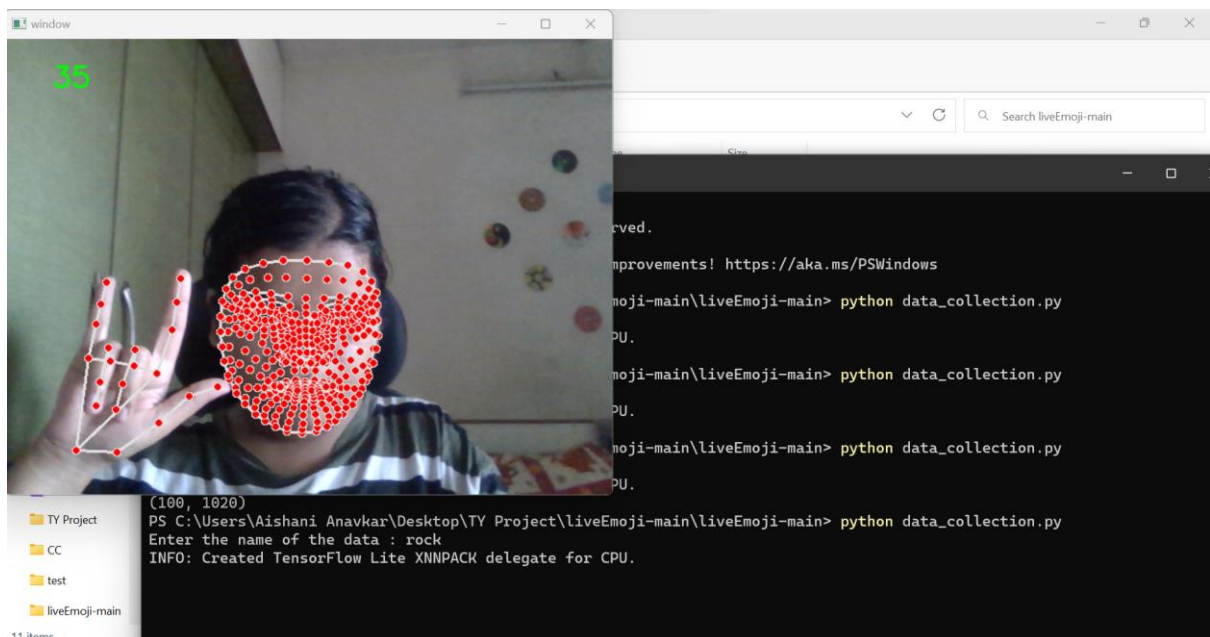 window
35
Search liveEmoji-main
Size
rved.
mprovements! https://aka.ms/PSWindows
moji-main\liveEmoji-main> python data_collection.py
PU.
moji-main\liveEmoji-main> python data_collection.py
PU.
moji-main\liveEmoji-main> python data_collection.py
PU.
(100, 1020)
PS C:\Users\Aishani Anavkar\Desktop\TY Project\liveEmoji-main\liveEmoji-main> python data_collection.py
Enter the name of the data : rock
INFO: Created TensorFlow Lite XNNPACK delegate for CPU.
TY Project
CC
test
liveEmoji-main
11 items